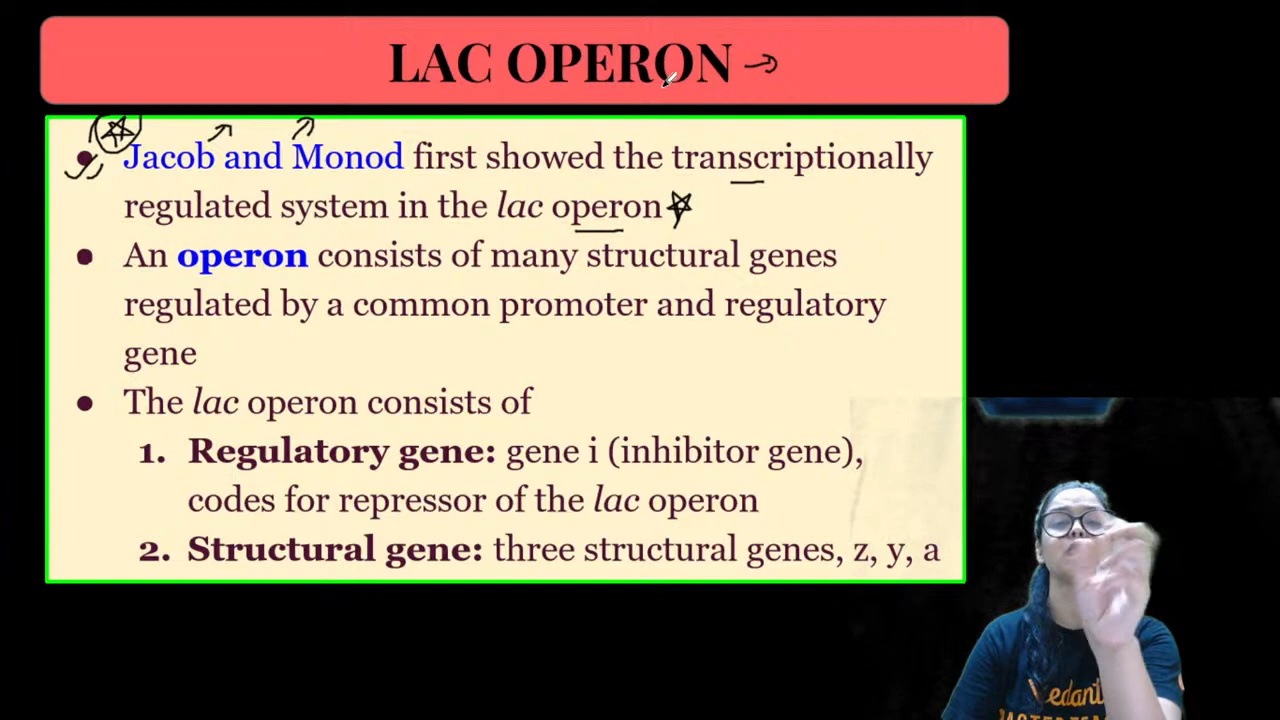 LAC OPERON
• Jacob and Monod first showed the transcriptionally
regulated system in the lac operon
• An operon consists of many structural genes
regulated by a common promoter and regulatory
gene
• The lac operon consists of
1. Regulatory gene: gene i (inhibitor gene),
codes for repressor of the lac operon
2. Structural gene: three structural genes, z, y, a